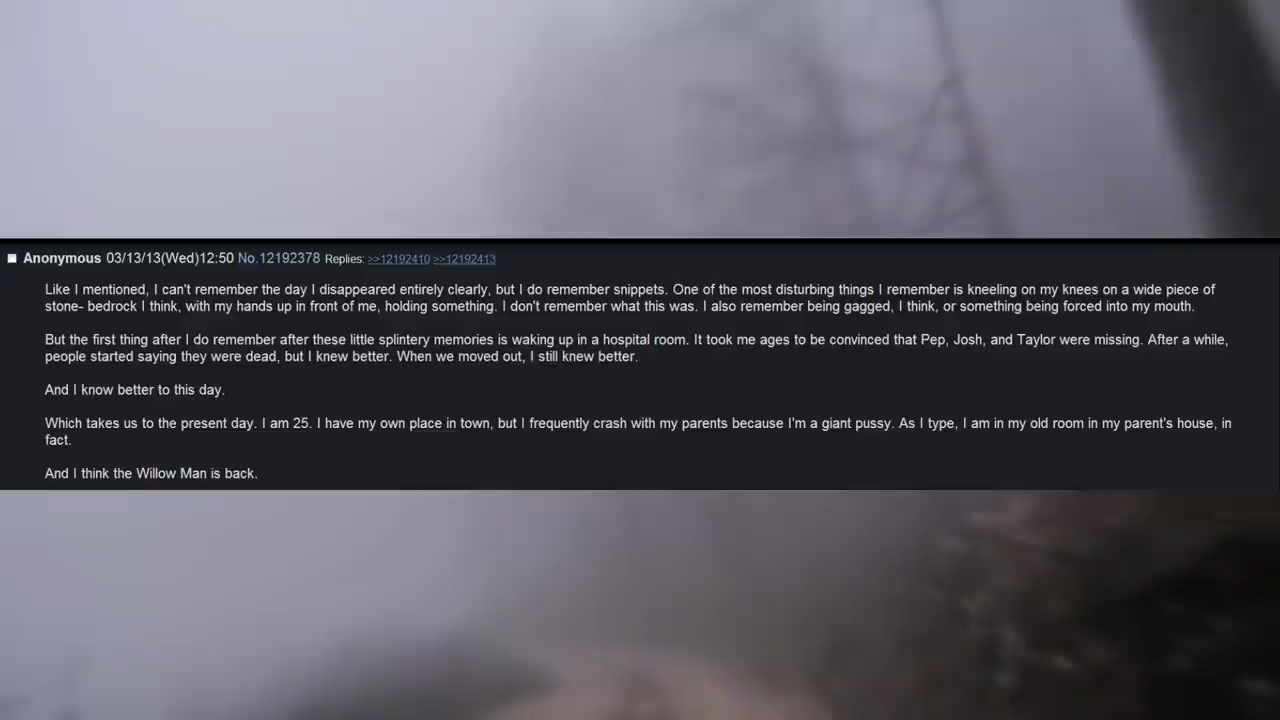 Anonymous 03/13/13(Wed)12:50 No.12192378 Replies: >>12192410 >>12192413
Like I mentioned, I can't remember the day I disappeared entirely clearly, but I do remember snippets. One of the most disturbing things I remember is kneeling on my knees on a wide piece of
stone- bedrock I think, with my hands up in front of me, holding something. I don't remember what this was. I also remember being gagged, I think, or something being forced into my mouth.
But the first thing after I do remember after these little splintery memories is waking up in a hospital room. It took me ages to be convinced that Pep, Josh, and Taylor were missing. After a while,
people started saying they were dead, but I knew better. When we moved out, I still knew better.
And I know better to this day.
Which takes us to the present day. I am 25. I have my own place in town, but I frequently crash with my parents because I'm a giant pussy. As I type, I am in my old room in my parent's house, in
fact.
And I think the Willow Man is back.